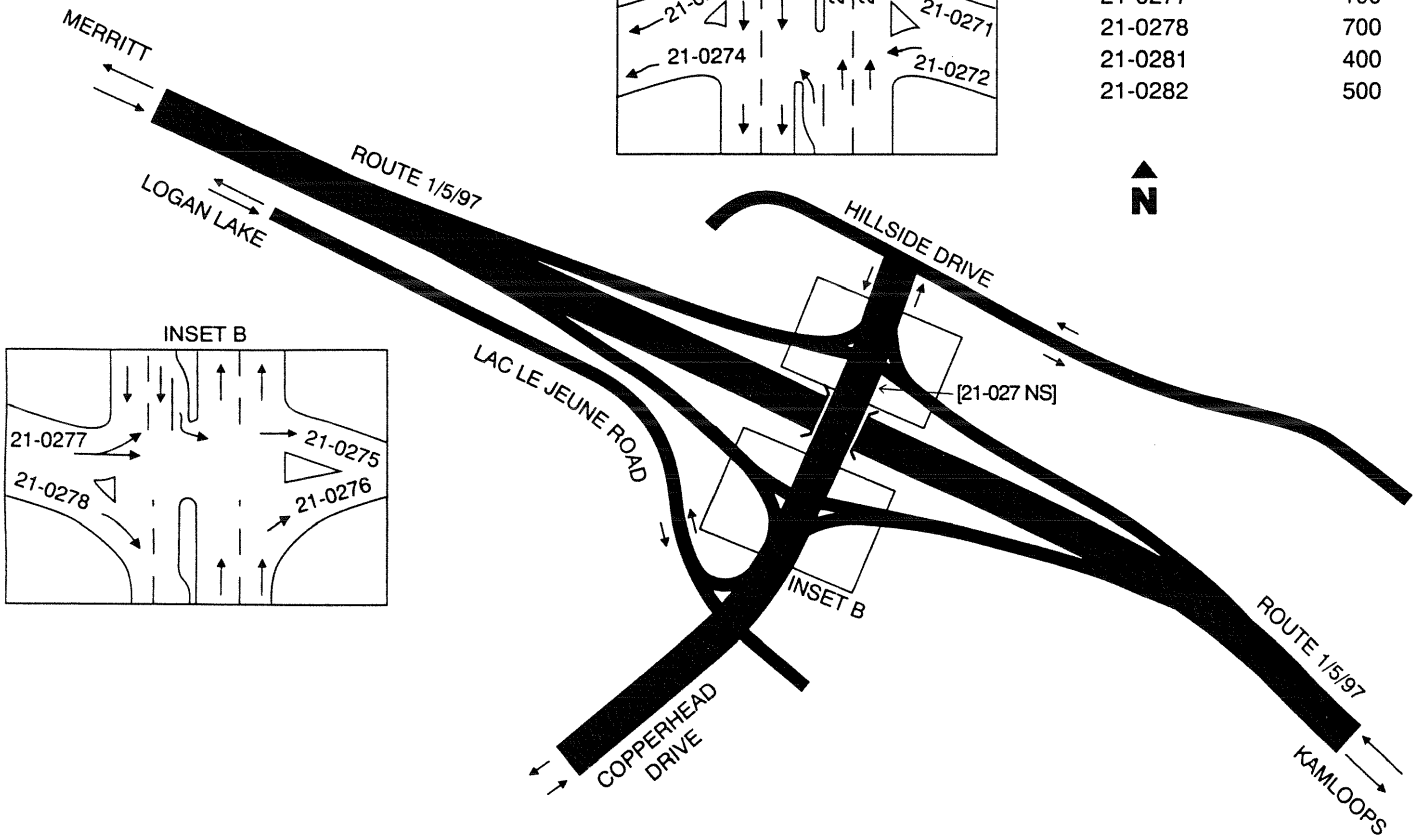 21-0271
21-0274
21-0272
21-0278 700
21-0281 400
21-0282 500
N
MERRITT
ROUTE 1/5/97
LOGAN LAKE
HILLSIDE DRIVE
[21-027 NS]
LAC LE JEUNE ROAD
INSET B
21-0277
21-0275
21-0278
21-0276
INSET B
ROUTE 1/5/97
COPPERHEAD
DRIVE
KAMLOOPS